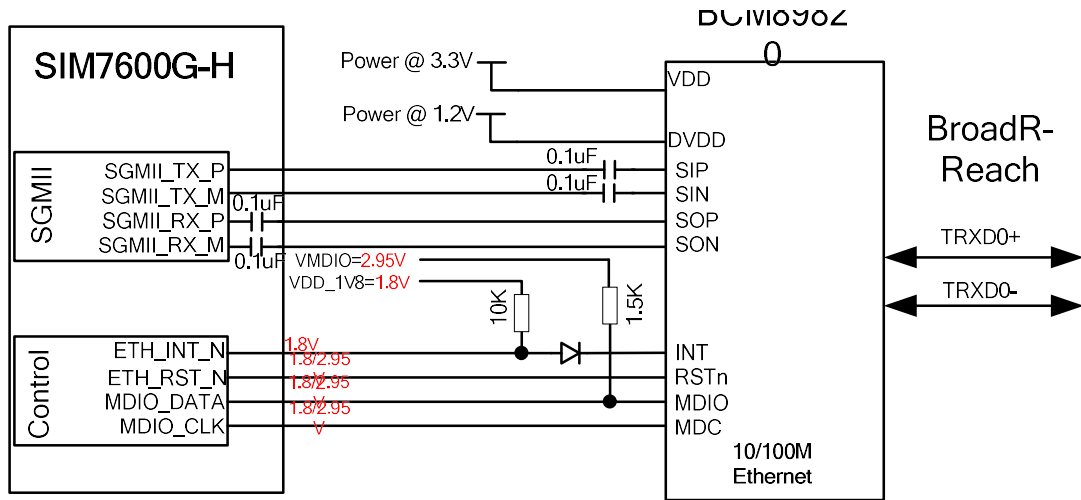 BCM8982
0
SIM7600G-H
Power @ 3.3V
VDD
Power @ 1.2V
DVDD
BroadR-
Reach
SGMII
SGMII_TX_P
0.1uF
SIP
SGMII_TX_M
0.1uF
SIN
SGMII_RX_P
0.1uF
SOP
SGMII_RX_M
0.1uF
SON
TRXD0+
VMDIO=2.95V
VDD_1V8=1.8V
TRXD0-
10K
1.5K
Control
ETH_INT_N
1.8V
INT
1.8/2.95
V
ETH_RST_N
RSTn
1.8/2.95
V
MDIO_DATA
MDIO
1.8/2.95
V
MDIO_CLK
MDC
10/100M
Ethernet